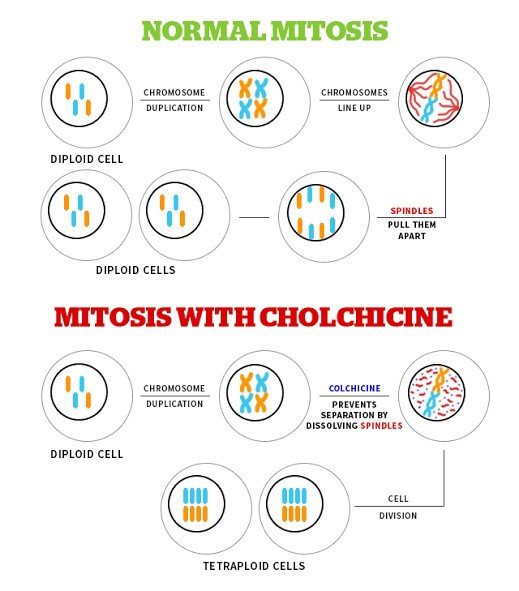 NORMAL MITOSIS
CHROMOSOME
DUPLICATION
CHROMOSOMES
LINE UP
DIPLOID CELL
SPINDLES
PULL THEM
APART
DIPLOID CELLS
MITOSIS WITH CHOLCHICINE
CHROMOSOME
DUPLICATION
COLCHICINE
PREVENTS
SEPARATION BY
DISSOLVING SPINDLES
DIPLOID CELL
CELL
DIVISION
TETRAPLOID CELLS